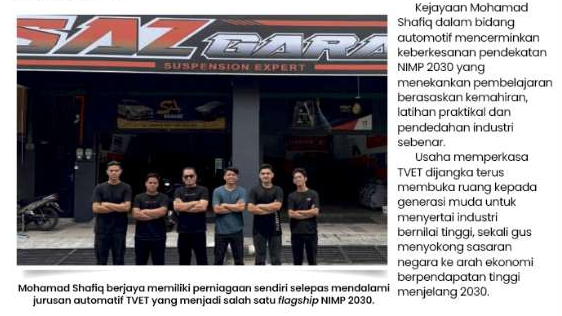 SAZ GARA
SUSPENSION EXPERT
Mohamad Shafiq berjaya memiliki perniagaan sendiri selepas mendalami
jurusan automatif TVET yang menjadi salah satu flagship NIMP 2030.
Kejayaan Mohamad
Shafiq dalam bidang
automotif mencerminkan
keberkesanan pendekatan
NIMP 2030 yang
menekankan pembelajaran
berasaskan kemahiran,
latihan praktikal dan
pendedahan industri
sebenar.
Usaha memperkasa
TVET dijangka terus
membuka ruang kepada
generasi muda untuk
menyertai industri
bernilai tinggi, sekali gus
menyokong sasaran
negara ke arah ekonomi
berpendapatan tinggi
menjelang 2030.